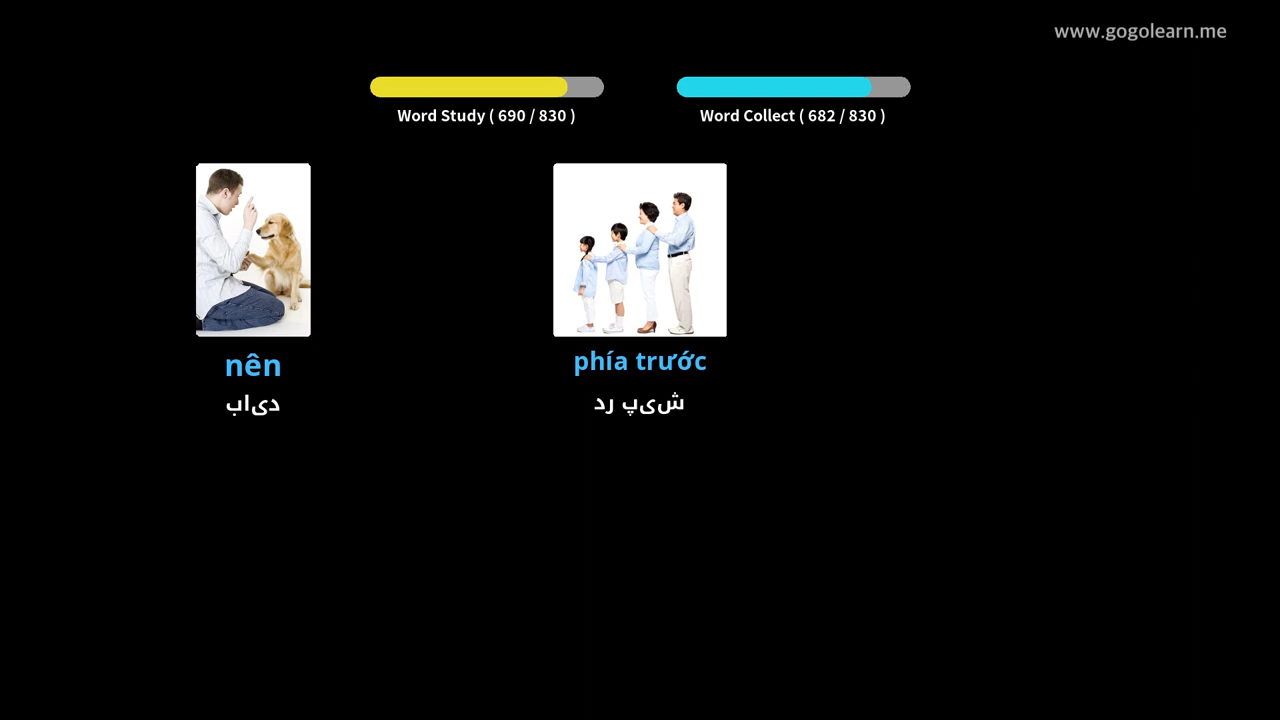 www.gogolearn.me
Word Study ( 690 / 830 )
Word Collect ( 682 / 830 )
nên
دیاب
phía trước
شیپ رد